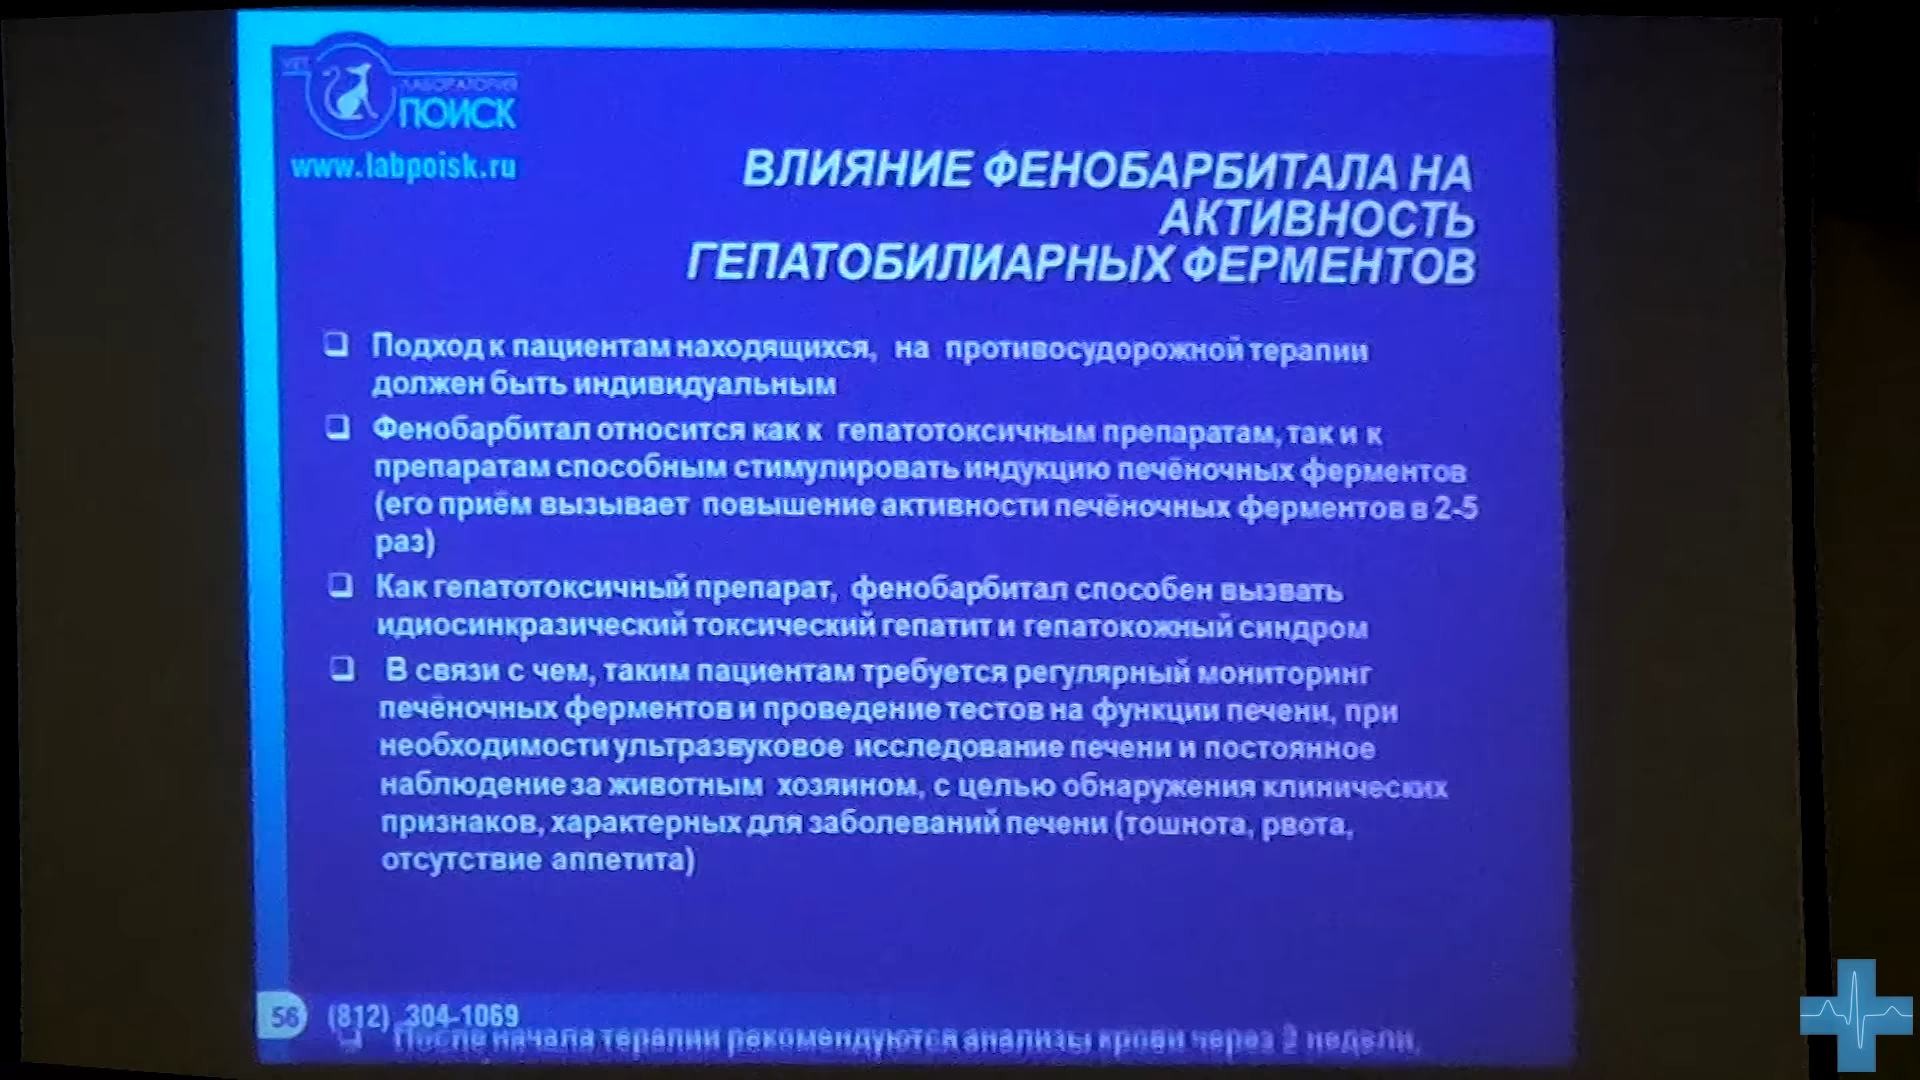 VET
ЛАБОРАТОРИЯ
ПОИСК
www.labpoisk.ru
ВЛИЯНИЕ ФЕНОБАРБИТАЛА НА
АКТИВНОСТЬ
ГЕПАТОБИЛИАРНЫХ ФЕРМЕНТОВ
Подход к пациентам находящихся, на противосудорожной терапии
должен быть индивидуальным
Фенобарбитал относится как к гепатотоксичным препаратам, так и к
препаратам способным стимулировать индукцию печёночных ферментов
(его приём вызывает повышение активности печёночных ферментов в 2-5
раз)
Как гепатотоксичный препарат, фенобарбитал способен вызвать
идиосинкразический токсический гепатит и гепатокожный синдром
В связи с чем, таким пациентам требуется регулярный мониторинг
печёночных ферментов и проведение тестов на функции печени, при
необходимости ультразвуковое исследование печени и постоянное
наблюдение за животным хозяином, с целью обнаружения клинических
признаков, характерных для заболеваний печени (тошнота, рвота,
отсутствие аппетита)
56 (812) 304-1069
После начала терапии рекомендуются анализы крови через 2 недели,